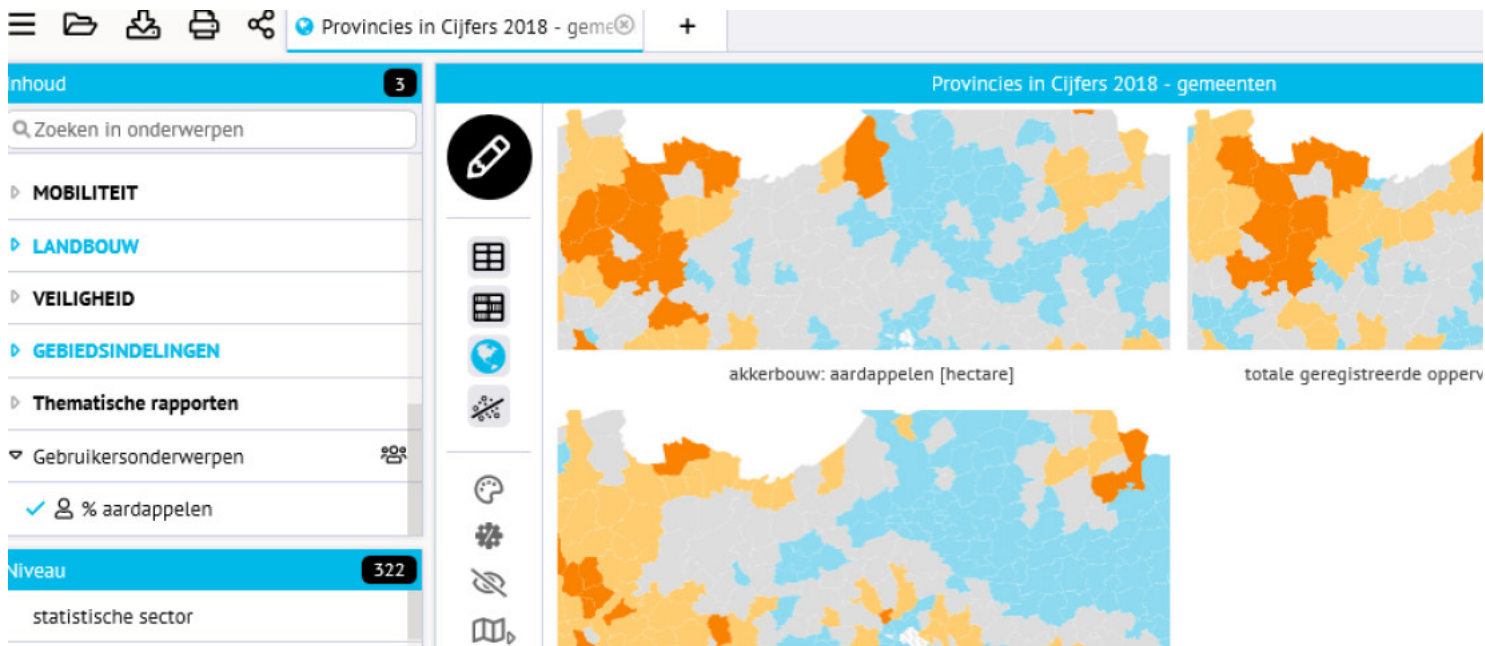 Provincies in Cijfers 2018 - geme
+
nhoud
3
Zoeken in onderwerpen
MOBILITEIT
LANDBOUW
VEILIGHEID
GEBIEDSINDELINGEN
Thematische rapporten
Gebruikersonderwerpen
% aardappelen
Niveau
322
statistische sector
Provincies in Cijfers 2018 - gemeenten
akkerbouw: aardappelen [hectare]
totale geregistreerde opperv